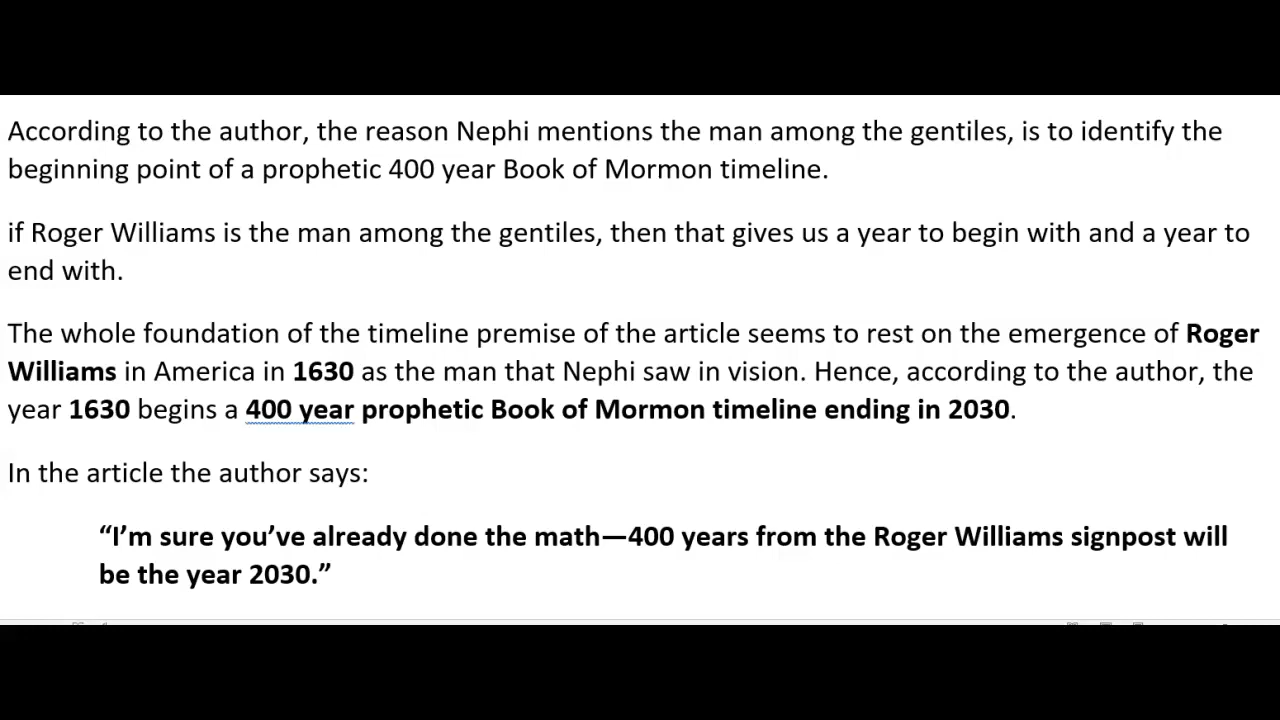 According to the author, the reason Nephi mentions the man among the gentiles, is to identify the
beginning point of a prophetic 400 year Book of Mormon timeline.
if Roger Williams is the man among the gentiles, then that gives us a year to begin with and a year to
end with.
The whole foundation of the timeline premise of the article seems to rest on the emergence of Roger
Williams in America in 1630 as the man that Nephi saw in vision. Hence, according to the author, the
year 1630 begins a 400 year prophetic Book of Mormon timeline ending in 2030.
In the article the author says:
“I’m sure you’ve already done the math—400 years from the Roger Williams signpost will
be the year 2030.”